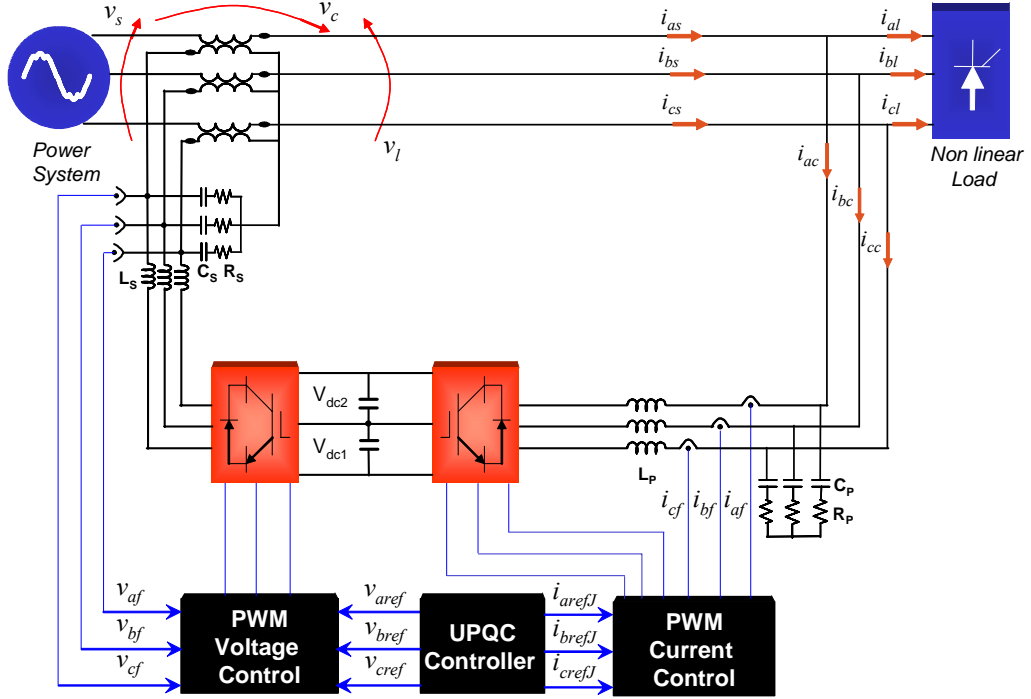 v_s
v_c
i_as
i_al
i_bs
i_bl
i_cs
i_cl
v_l
Power
System
i_ac
Non linear
Load
i_bc
i_cc
L_S
C_S R_S
V_dc2
V_dc1
L_P
C_P
R_P
i_cf i_bf i_af
v_af
v_aref
i_arefJ
v_bf
v_bref
i_brefJ
v_cf
v_cref
i_crefJ
PWM
Voltage
Control
UPQC
Controller
PWM
Current
Control